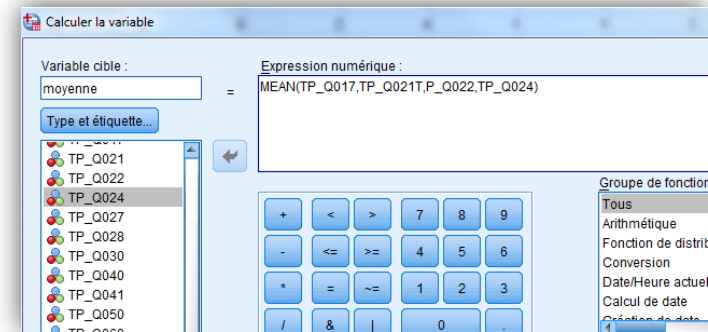 Calculer la variable
Variable cible :
moyenne
=
Expression numérique :
MEAN(TP_Q017,TP_Q021T,P_Q022,TP_Q024)
Type et étiquette...
TP_Q021
TP_Q022
TP_Q024
TP_Q027
TP_Q028
TP_Q030
TP_Q040
TP_Q041
TP_Q050
+ < > 7 8 9
- <= >= 4 5 6
* = ~= 1 2 3
/ & | 0 .
Groupe de fonction
Tous
Arithmétique
Fonction de distrib
Conversion
Date/Heure actuel
Calcul de date